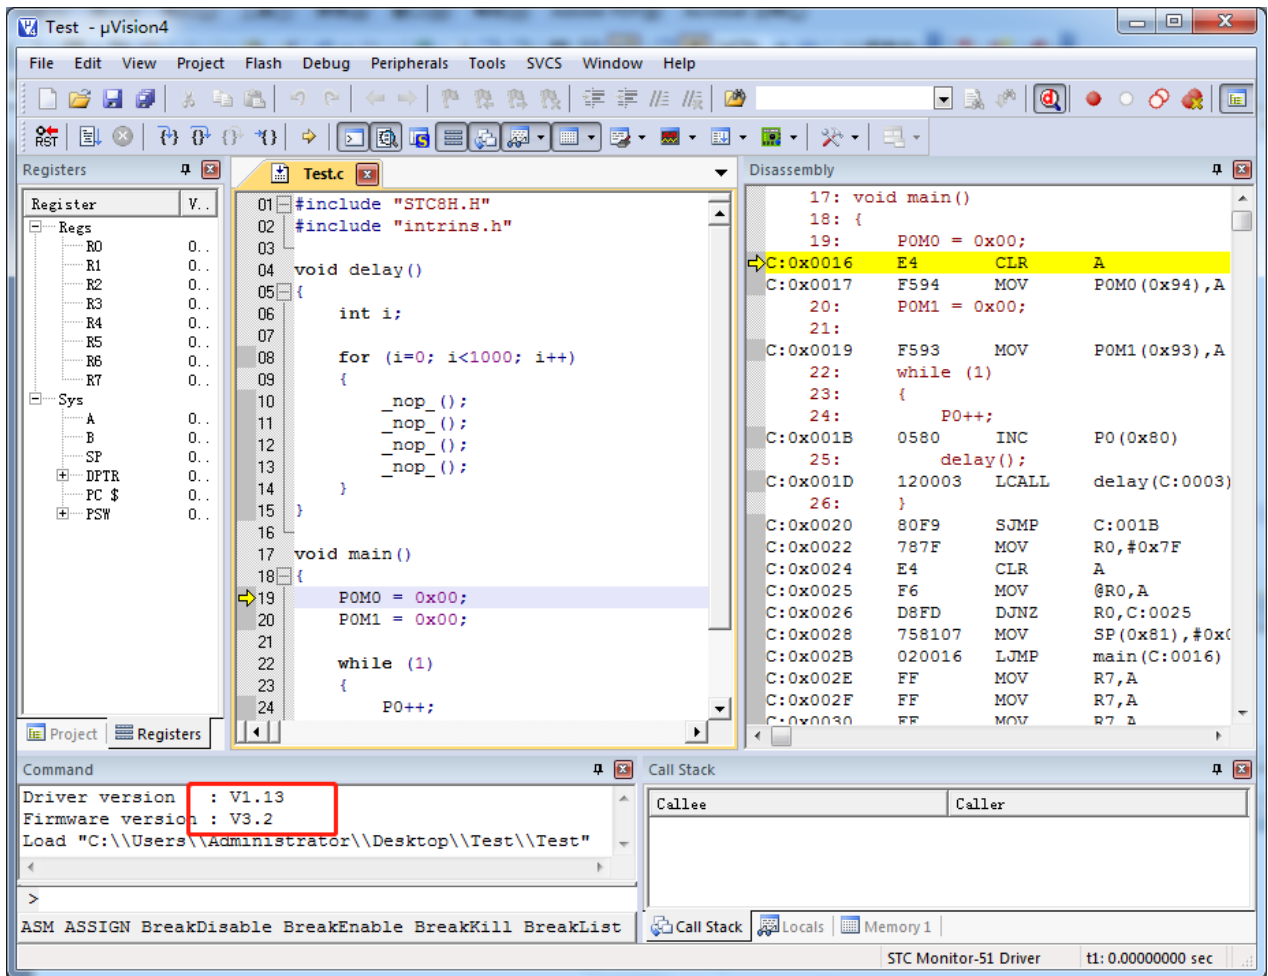 Test - µVision4
File Edit View Project Flash Debug Peripherals Tools SVCS Window Help
RST
Registers
Register V..
Regs
R0 0..
R1 0..
R2 0..
R3 0..
R4 0..
R5 0..
R6 0..
R7 0..
Sys
A 0..
B 0..
SP 0..
DPTR 0..
PC $ 0..
PSW 0..
Project Registers
Test.c
01 #include "STC8H.H"
02 #include "intrins.h"
03
04 void delay()
05 {
06 int i;
07
08 for (i=0; i<1000; i++)
09 {
10 _nop_();
11 _nop_();
12 _nop_();
13 _nop_();
14 }
15 }
16
17 void main()
18 {
19 P0M0 = 0x00;
20 P0M1 = 0x00;
21
22 while (1)
23 {
24 P0++;
Disassembly
17: void main()
18: {
19: P0M0 = 0x00;
C:0x0016 E4 CLR A
C:0x0017 F594 MOV P0M0(0x94),A
20: P0M1 = 0x00;
21:
C:0x0019 F593 MOV P0M1(0x93),A
22: while (1)
23: {
24: P0++;
C:0x001B 0580 INC P0(0x80)
25: delay();
C:0x001D 120003 LCALL delay(C:0003)
26: }
C:0x0020 80F9 SJMP C:001B
C:0x0022 787F MOV R0,#0x7F
C:0x0024 E4 CLR A
C:0x0025 F6 MOV @R0,A
C:0x0026 D8FD DJNZ R0,C:0025
C:0x0028 758107 MOV SP(0x81),#0x0
C:0x002B 020016 LJMP main(C:0016)
C:0x002E FF MOV R7,A
C:0x002F FF MOV R7,A
C:0x0030 FF MOV R7,A
Command
Driver version : V1.13
Firmware version : V3.2
Load "C:\\Users\\Administrator\\Desktop\\Test\\Test"
>
ASM ASSIGN BreakDisable BreakEnable BreakKill BreakList
Call Stack
Callee Caller
Call Stack Locals Memory 1
STC Monitor-51 Driver t1: 0.00000000 sec